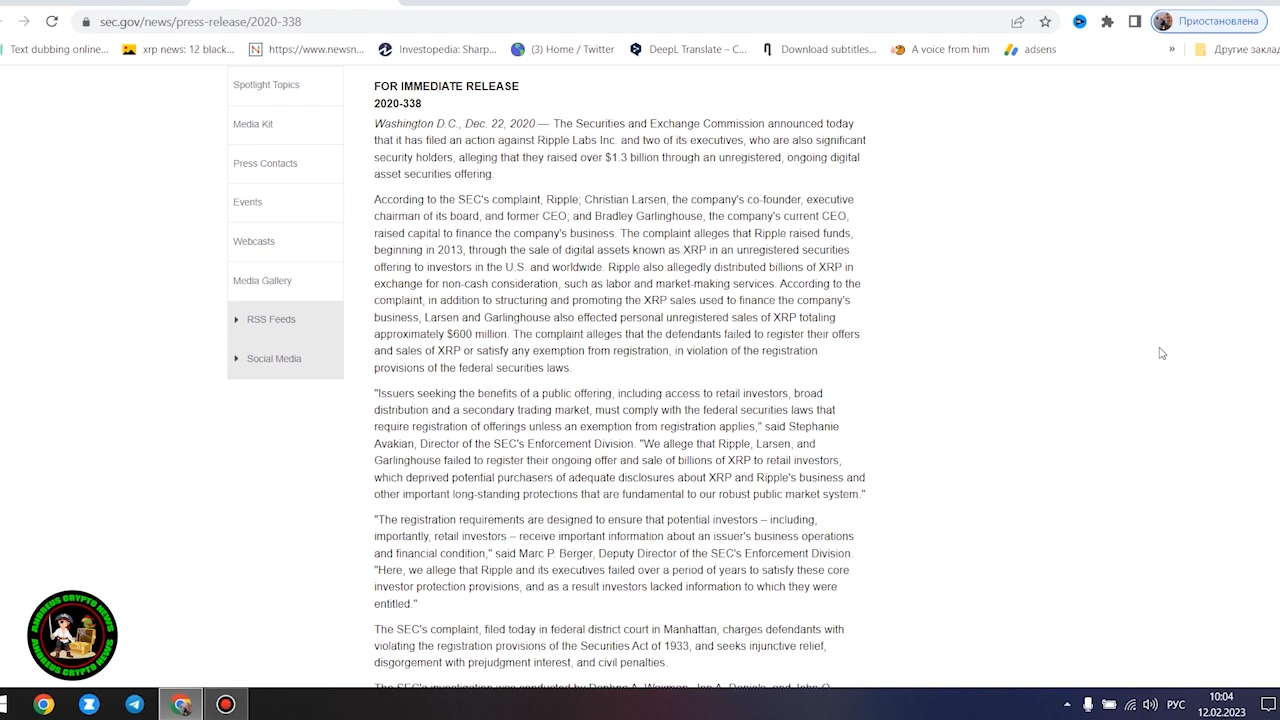 sec.gov/news/press-release/2020-338
Приостановлена
Text dubbing online...
xrp news: 12 black...
https://www.newsn...
Investopedia: Sharp...
(3) Home / Twitter
DeepL Translate – C...
Download subtitles...
A voice from him
adsens
»
Другие заклад
Spotlight Topics
Media Kit
Press Contacts
Events
Webcasts
Media Gallery
RSS Feeds
Social Media
FOR IMMEDIATE RELEASE
2020-338
Washington D.C., Dec. 22, 2020 — The Securities and Exchange Commission announced today
that it has filed an action against Ripple Labs Inc. and two of its executives, who are also significant
security holders, alleging that they raised over $1.3 billion through an unregistered, ongoing digital
asset securities offering.
According to the SEC's complaint, Ripple; Christian Larsen, the company's co-founder, executive
chairman of its board, and former CEO; and Bradley Garlinghouse, the company's current CEO,
raised capital to finance the company's business. The complaint alleges that Ripple raised funds,
beginning in 2013, through the sale of digital assets known as XRP in an unregistered securities
offering to investors in the U.S. and worldwide. Ripple also allegedly distributed billions of XRP in
exchange for non-cash consideration, such as labor and market-making services. According to the
complaint, in addition to structuring and promoting the XRP sales used to finance the company's
business, Larsen and Garlinghouse also effected personal unregistered sales of XRP totaling
approximately $600 million. The complaint alleges that the defendants failed to register their offers
and sales of XRP or satisfy any exemption from registration, in violation of the registration
provisions of the federal securities laws.
"Issuers seeking the benefits of a public offering, including access to retail investors, broad
distribution and a secondary trading market, must comply with the federal securities laws that
require registration of offerings unless an exemption from registration applies," said Stephanie
Avakian, Director of the SEC's Enforcement Division. "We allege that Ripple, Larsen, and
Garlinghouse failed to register their ongoing offer and sale of billions of XRP to retail investors,
which deprived potential purchasers of adequate disclosures about XRP and Ripple's business and
other important long-standing protections that are fundamental to our robust public market system."
"The registration requirements are designed to ensure that potential investors – including,
importantly, retail investors – receive important information about an issuer's business operations
and financial condition," said Marc P. Berger, Deputy Director of the SEC's Enforcement Division.
"Here, we allege that Ripple and its executives failed over a period of years to satisfy these core
investor protection provisions, and as a result investors lacked information to which they were
entitled."
The SEC's complaint, filed today in federal district court in Manhattan, charges defendants with
violating the registration provisions of the Securities Act of 1933, and seeks injunctive relief,
disgorgement with prejudgment interest, and civil penalties.
ANDREUS CRYPTO NEWS
ANDREUS CRYPTO NEWS
РУС
10:04
12.02.2023